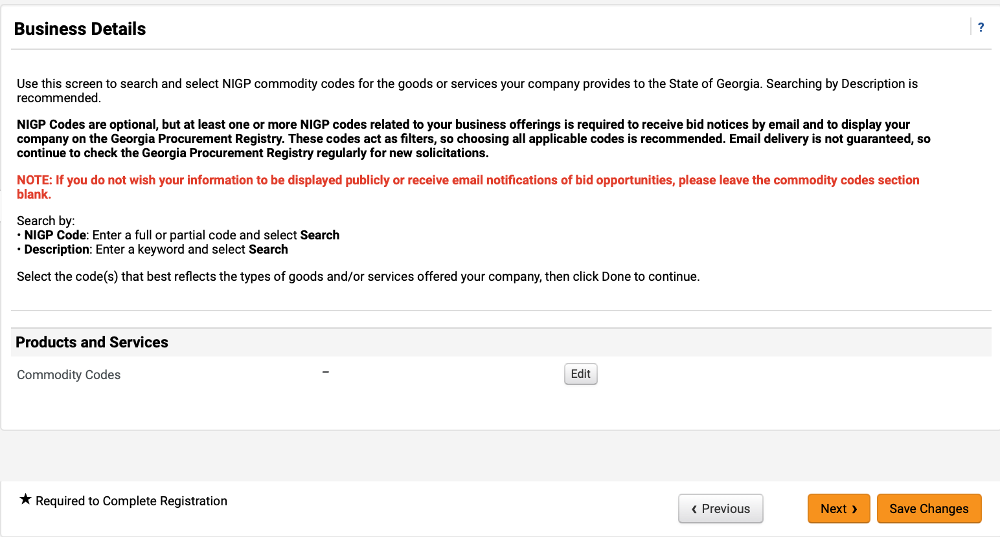 Business Details
?
Use this screen to search and select NIGP commodity codes for the goods or services your company provides to the State of Georgia. Searching by Description is
recommended.
NIGP Codes are optional, but at least one or more NIGP codes related to your business offerings is required to receive bid notices by email and to display your
company on the Georgia Procurement Registry. These codes act as filters, so choosing all applicable codes is recommended. Email delivery is not guaranteed, so
continue to check the Georgia Procurement Registry regularly for new solicitations.
NOTE: If you do not wish your information to be displayed publicly or receive email notifications of bid opportunities, please leave the commodity codes section
blank.
Search by:
• NIGP Code: Enter a full or partial code and select Search
• Description: Enter a keyword and select Search
Select the code(s) that best reflects the types of goods and/or services offered your company, then click Done to continue.
Products and Services
Commodity Codes – Edit
★ Required to Complete Registration
‹ Previous Next › Save Changes